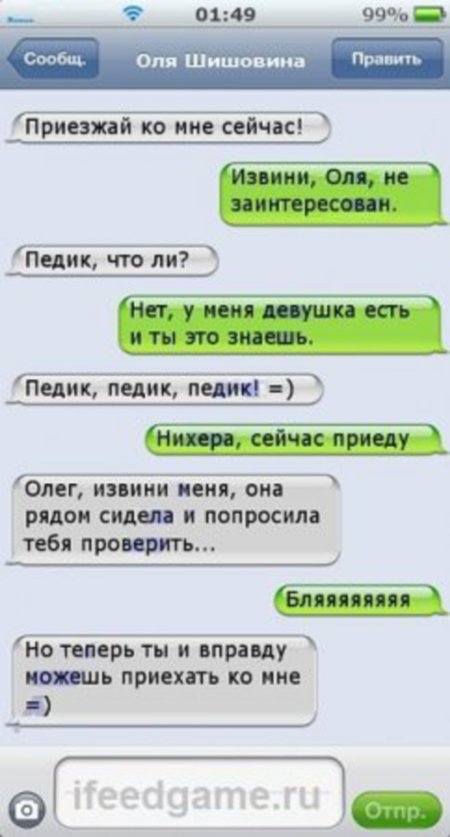 01:49
99%
Сообщ.
Оля Шишовина
Править
Приезжай ко мне сейчас!
Извини, Оля, не
заинтересован.
Педик, что ли?
Нет, у меня девушка есть
и ты это знаешь.
Педик, педик, педик! =)
Нихера, сейчас приеду
Олег, извини меня, она
рядом сидела и попросила
тебя проверить...
Бляяяяяяяяя
Но теперь ты и вправду
можешь приехать ко мне
=)
ifeedgame.ru
Отпр.